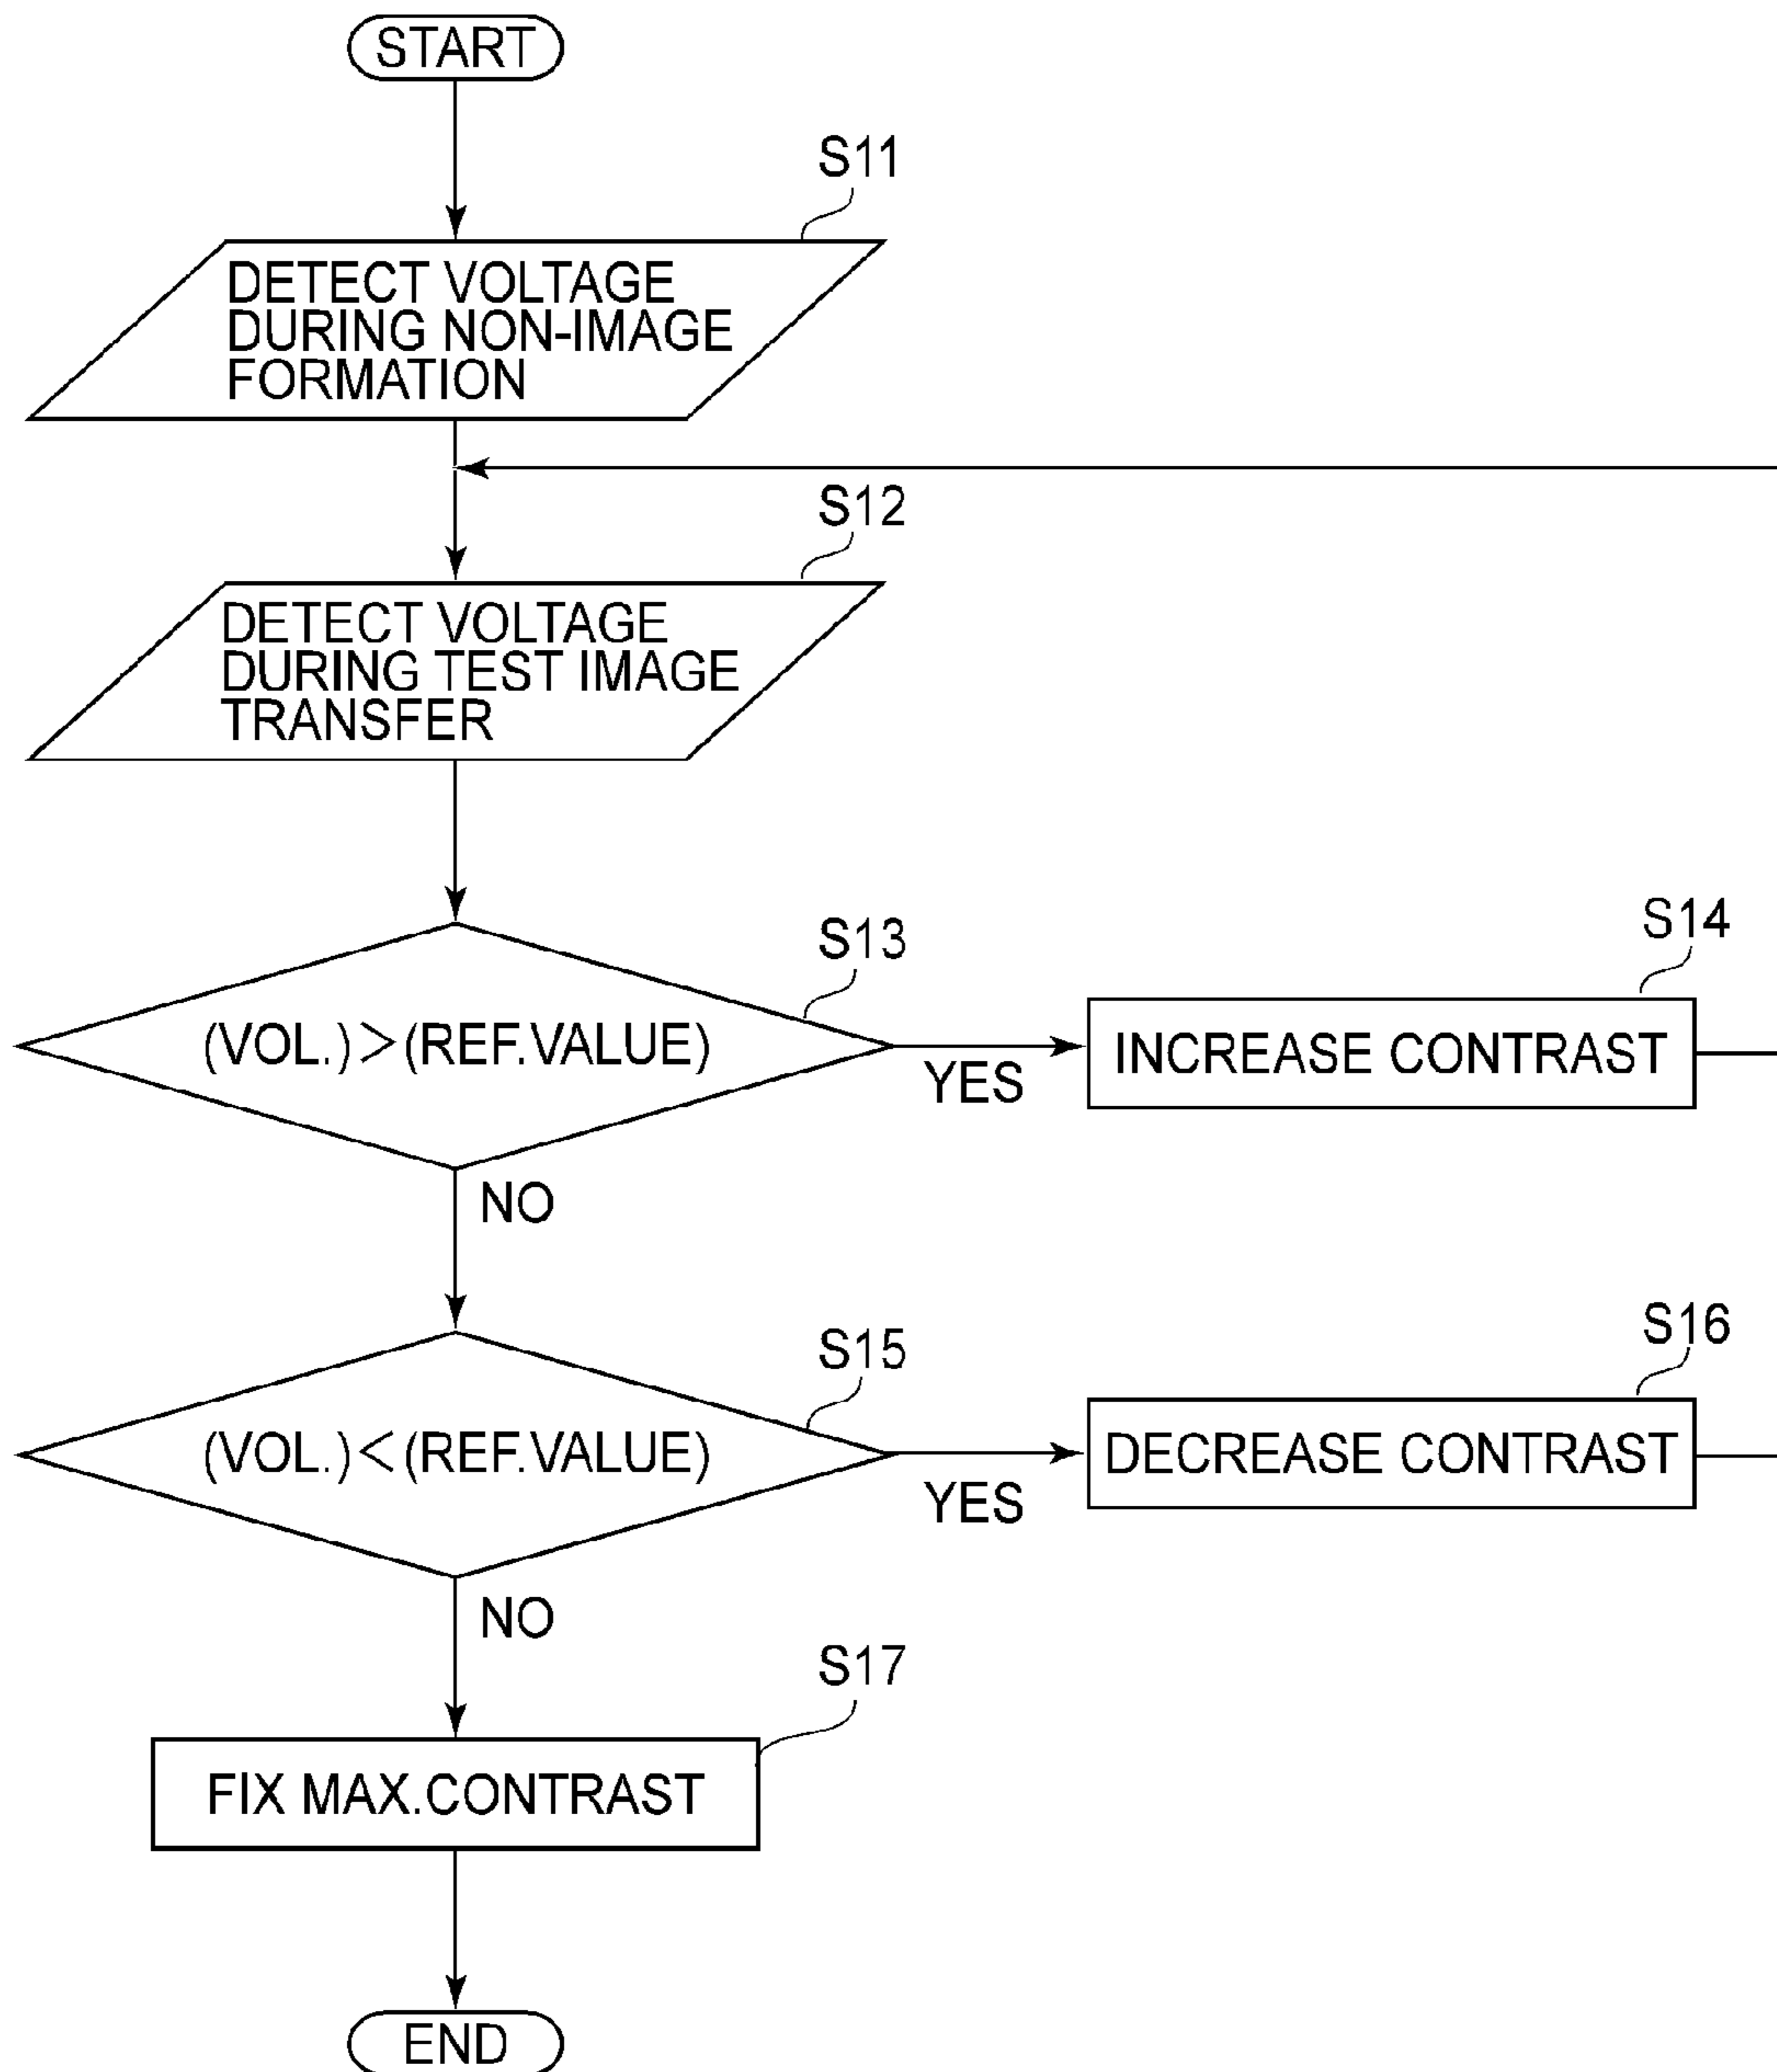 START
S11
DETECT VOLTAGE
DURING NON-IMAGE
FORMATION
S12
DETECT VOLTAGE
DURING TEST IMAGE
TRANSFER
S13
(VOL.)>(REF.VALUE)
YES
S14
INCREASE CONTRAST
NO
S15
(VOL.)<(REF.VALUE)
YES
S16
DECREASE CONTRAST
NO
S17
FIX MAX.CONTRAST
END